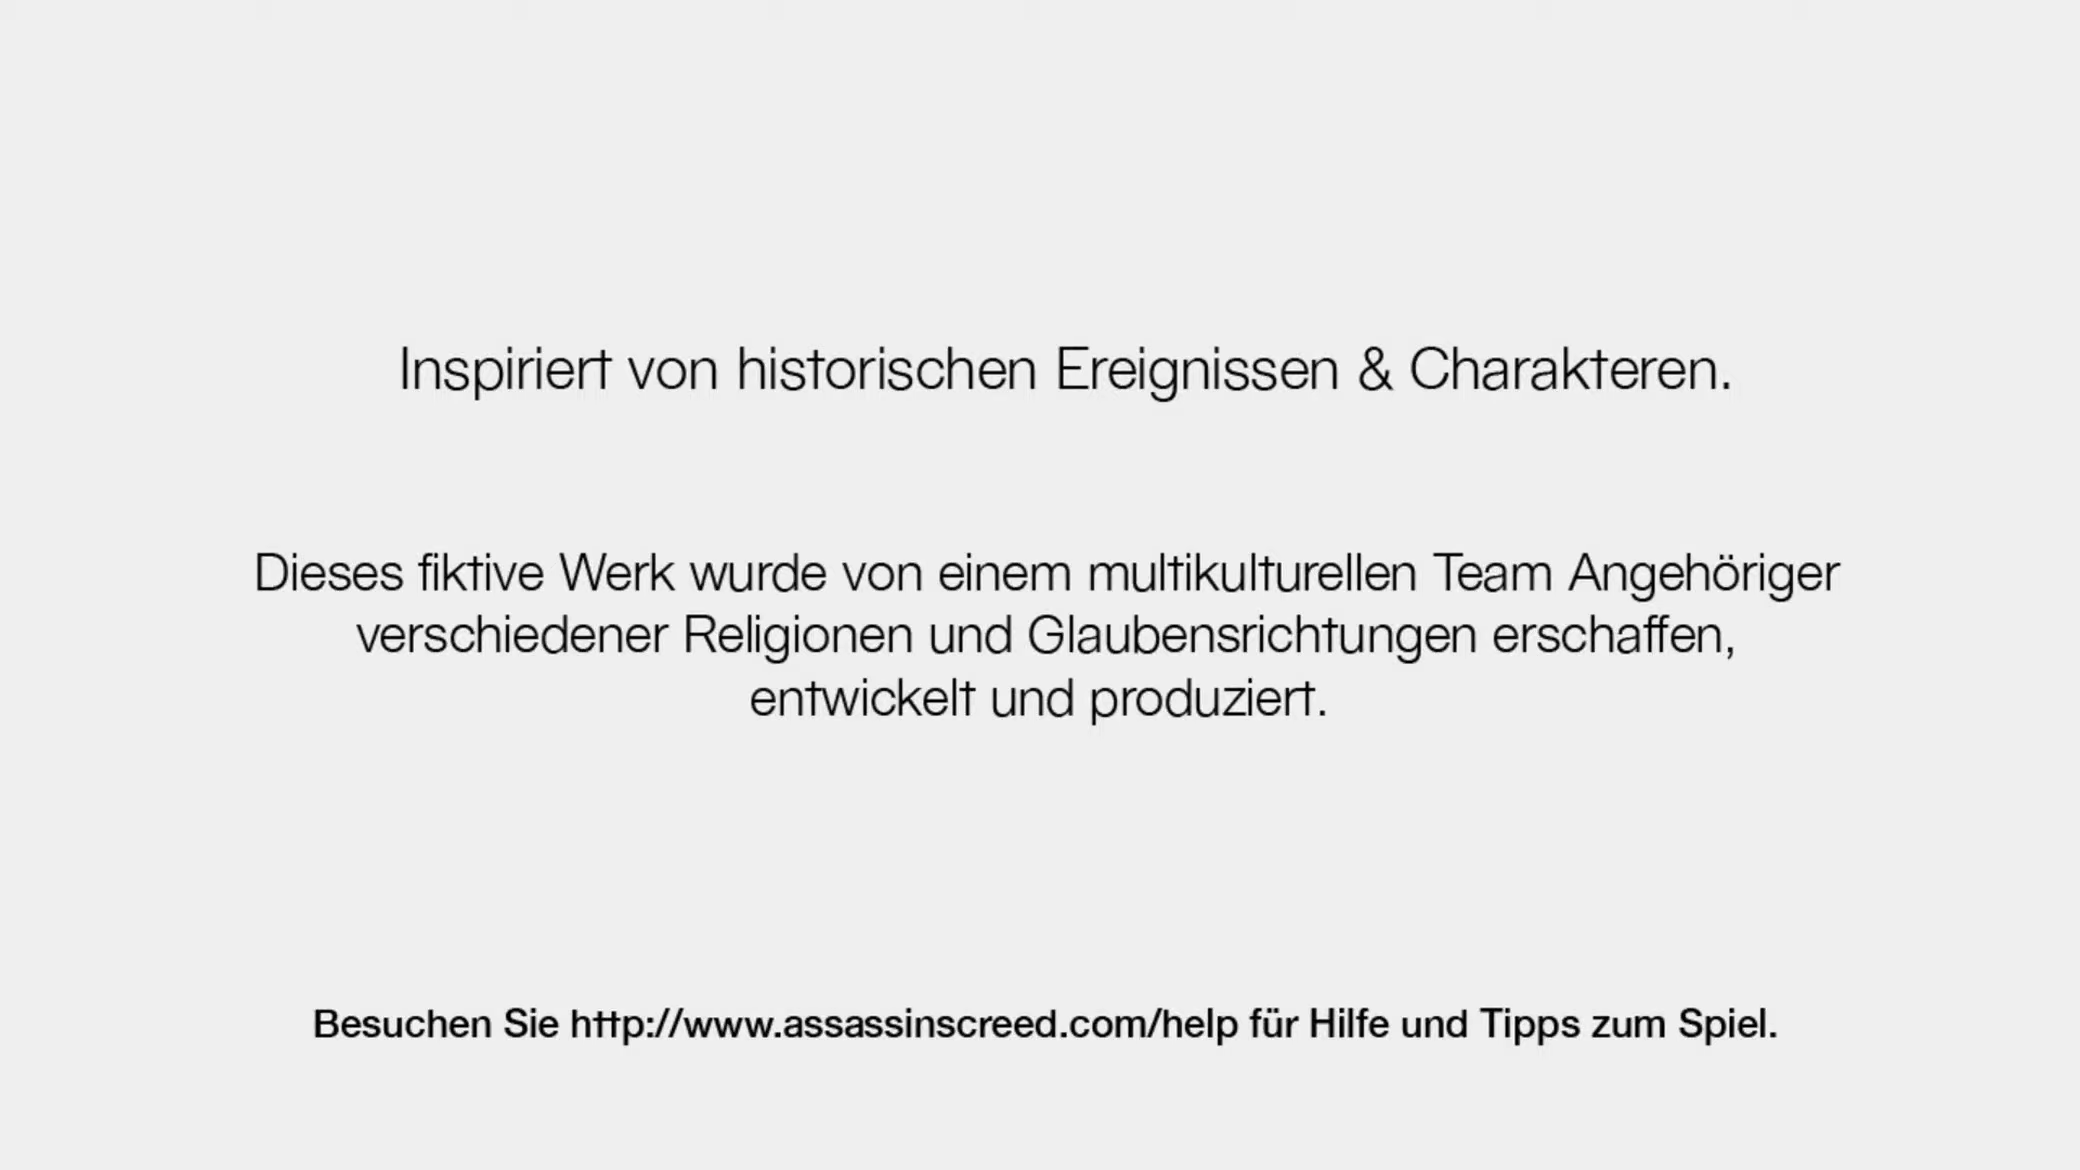 Inspiriert von historischen Ereignissen & Charakteren.
Dieses fiktive Werk wurde von einem multikulturellen Team Angehöriger
verschiedener Religionen und Glaubensrichtungen erschaffen,
entwickelt und produziert.
Besuchen Sie http://www.assassinscreed.com/help für Hilfe und Tipps zum Spiel.